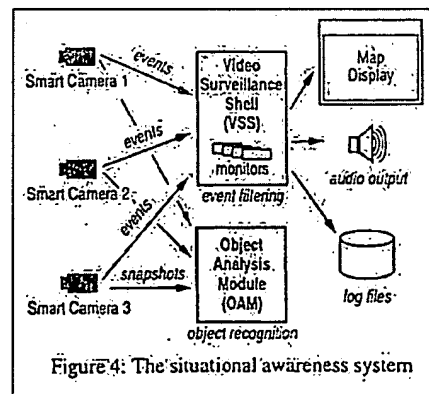 Smart Camera 1
events
Smart Camera 2
events
Smart Camera 3
events
snapshots
Video
Surveillance
Shell
(VSS)
monitors
event filtering
Object
Analysis
Module
(OAM)
object recognition
Map
Display
audio output
log files
Figure 4: The situational awareness system